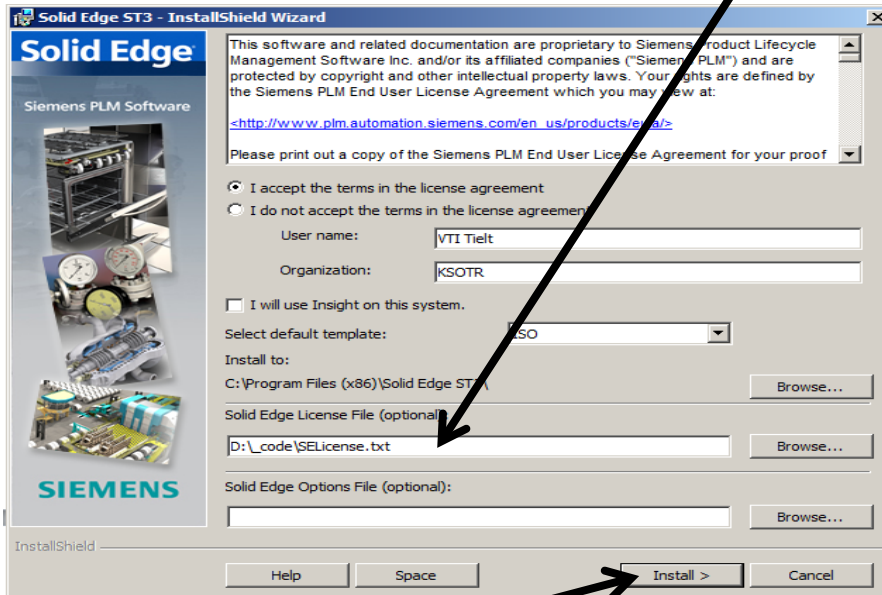 Solid Edge ST3 - InstallShield Wizard
Solid Edge
Siemens PLM Software
SIEMENS
This software and related documentation are proprietary to Siemens Product Lifecycle
Management Software Inc. and/or its affiliated companies ("Siemens PLM") and are
protected by copyright and other intellectual property laws. Your rights are defined by
the Siemens PLM End User License Agreement which you may view at:
<http://www.plm.automation.siemens.com/en_us/products/eula/>
Please print out a copy of the Siemens PLM End User License Agreement for your proof
I accept the terms in the license agreement
I do not accept the terms in the license agreement
User name: VTI Tielt
Organization: KSOTR
I will use Insight on this system.
Select default template: ISO
Install to:
C:\Program Files (x86)\Solid Edge ST3\ Browse...
Solid Edge License File (optional):
D:\_code\SELicense.txt Browse...
Solid Edge Options File (optional):
Browse...
InstallShield
Help Space Install > Cancel